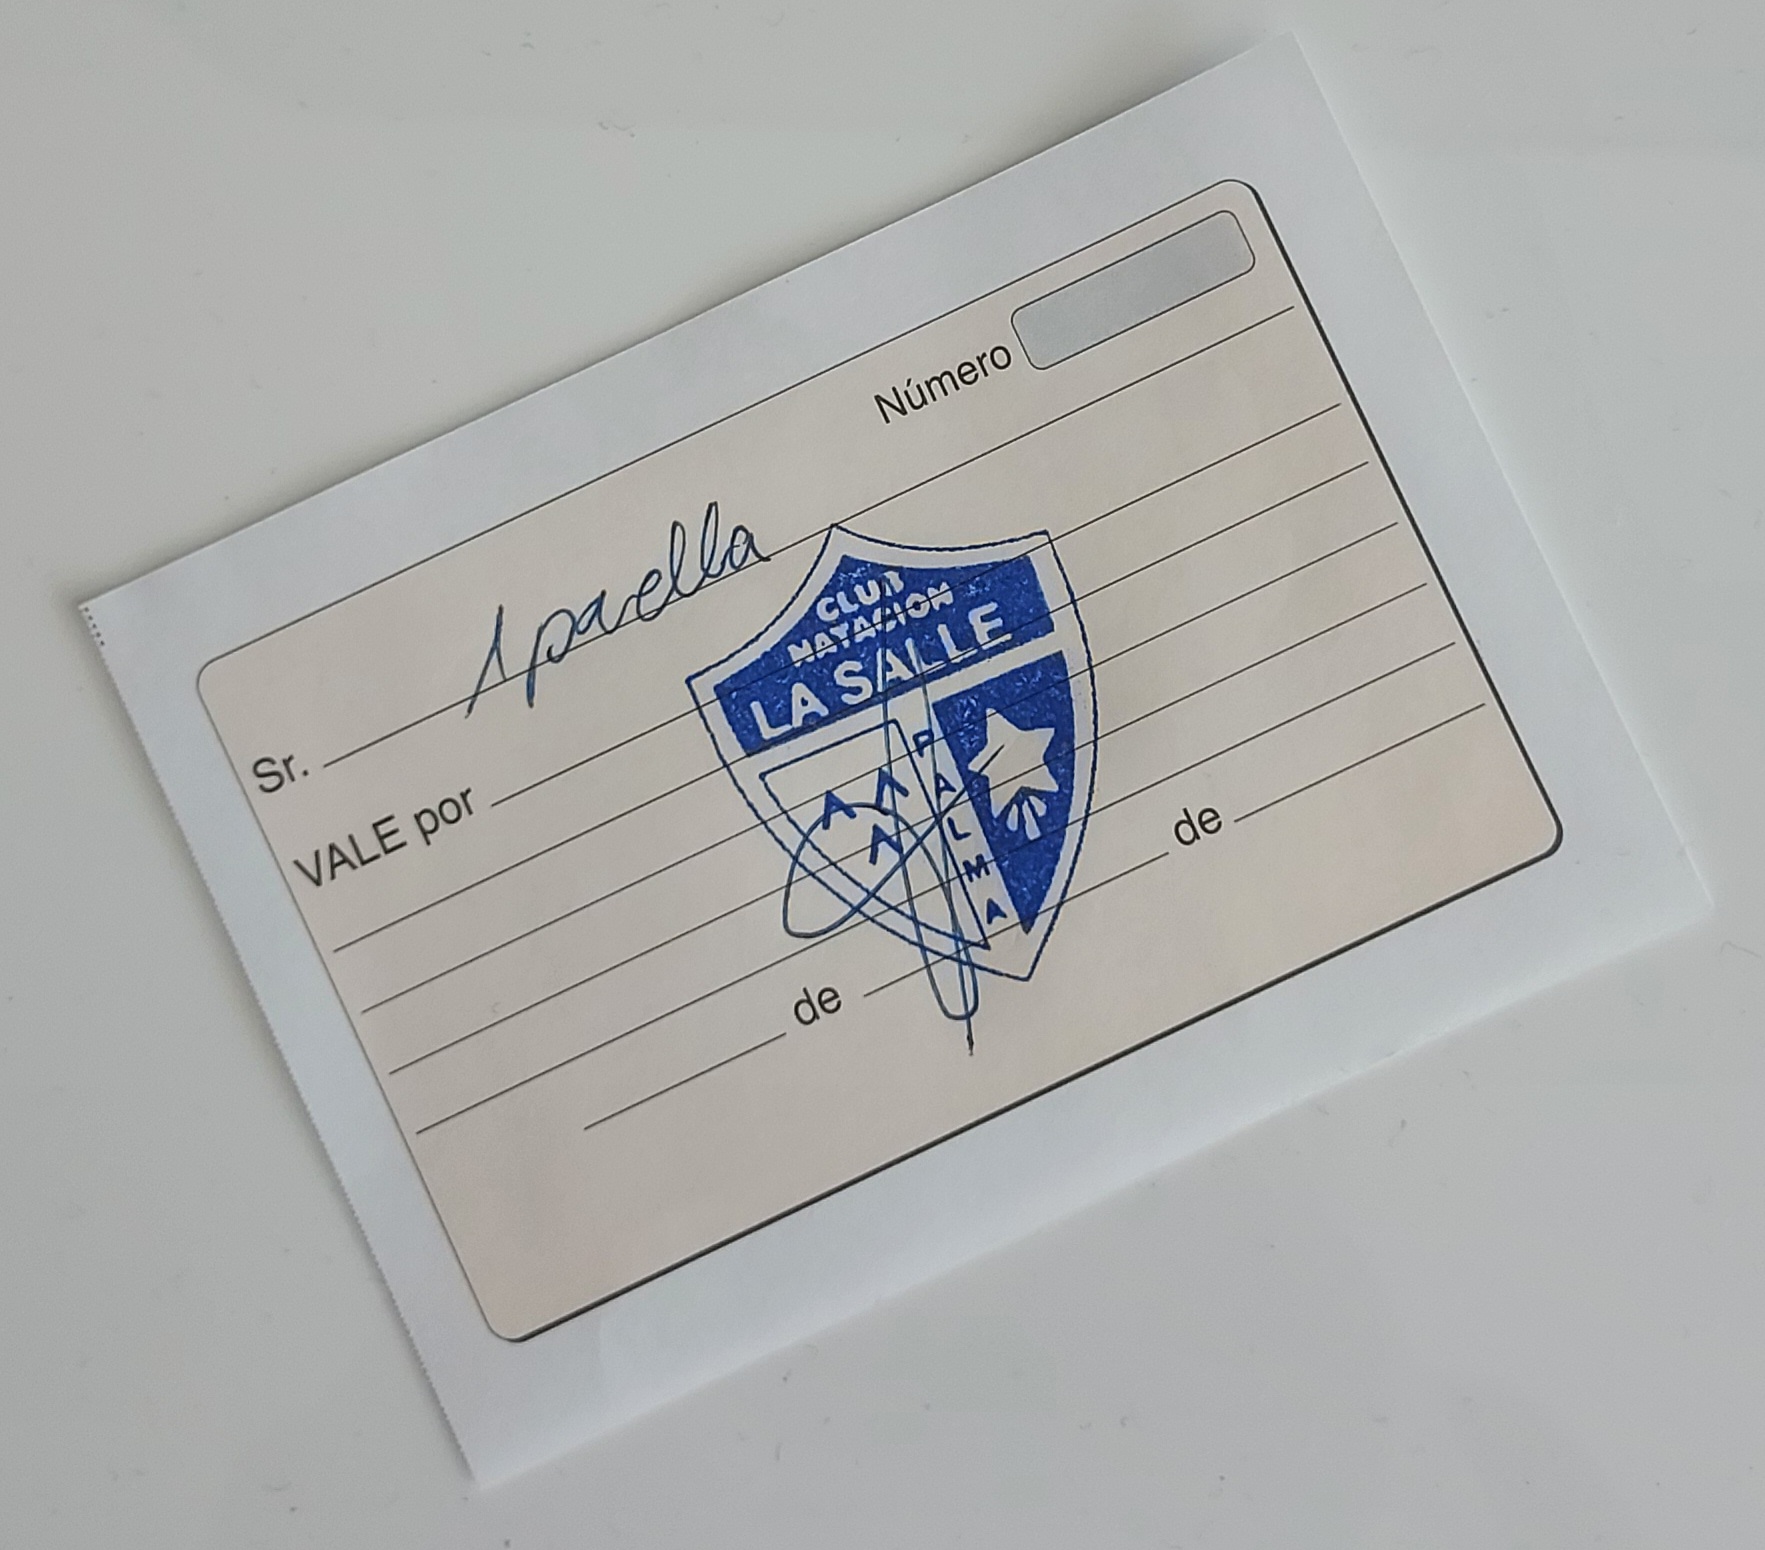 Número
Sr. 1 paella
VALE por
de de
CLUB
NATACION
LA SALLE
PALMA